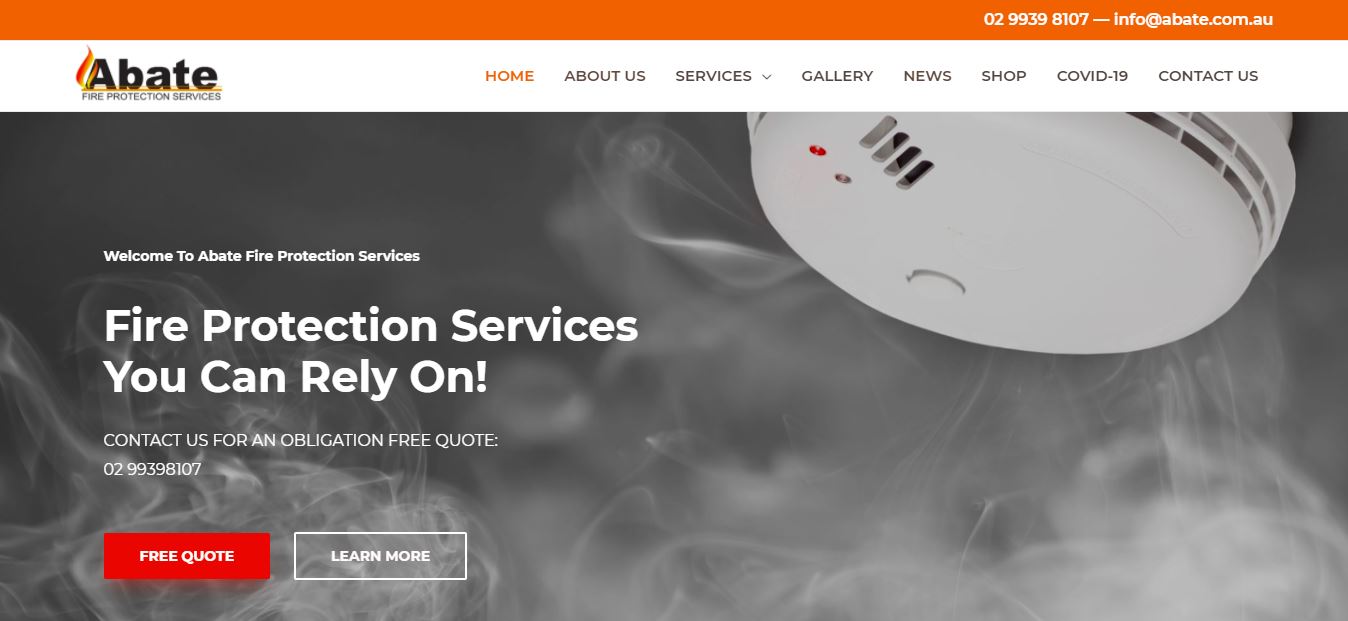 02 9939 8107 — info@abate.com.au
Abate
FIRE PROTECTION SERVICES
HOME ABOUT US SERVICES GALLERY NEWS SHOP COVID-19 CONTACT US
Welcome To Abate Fire Protection Services
Fire Protection Services
You Can Rely On!
CONTACT US FOR AN OBLIGATION FREE QUOTE:
02 99398107
FREE QUOTE LEARN MORE